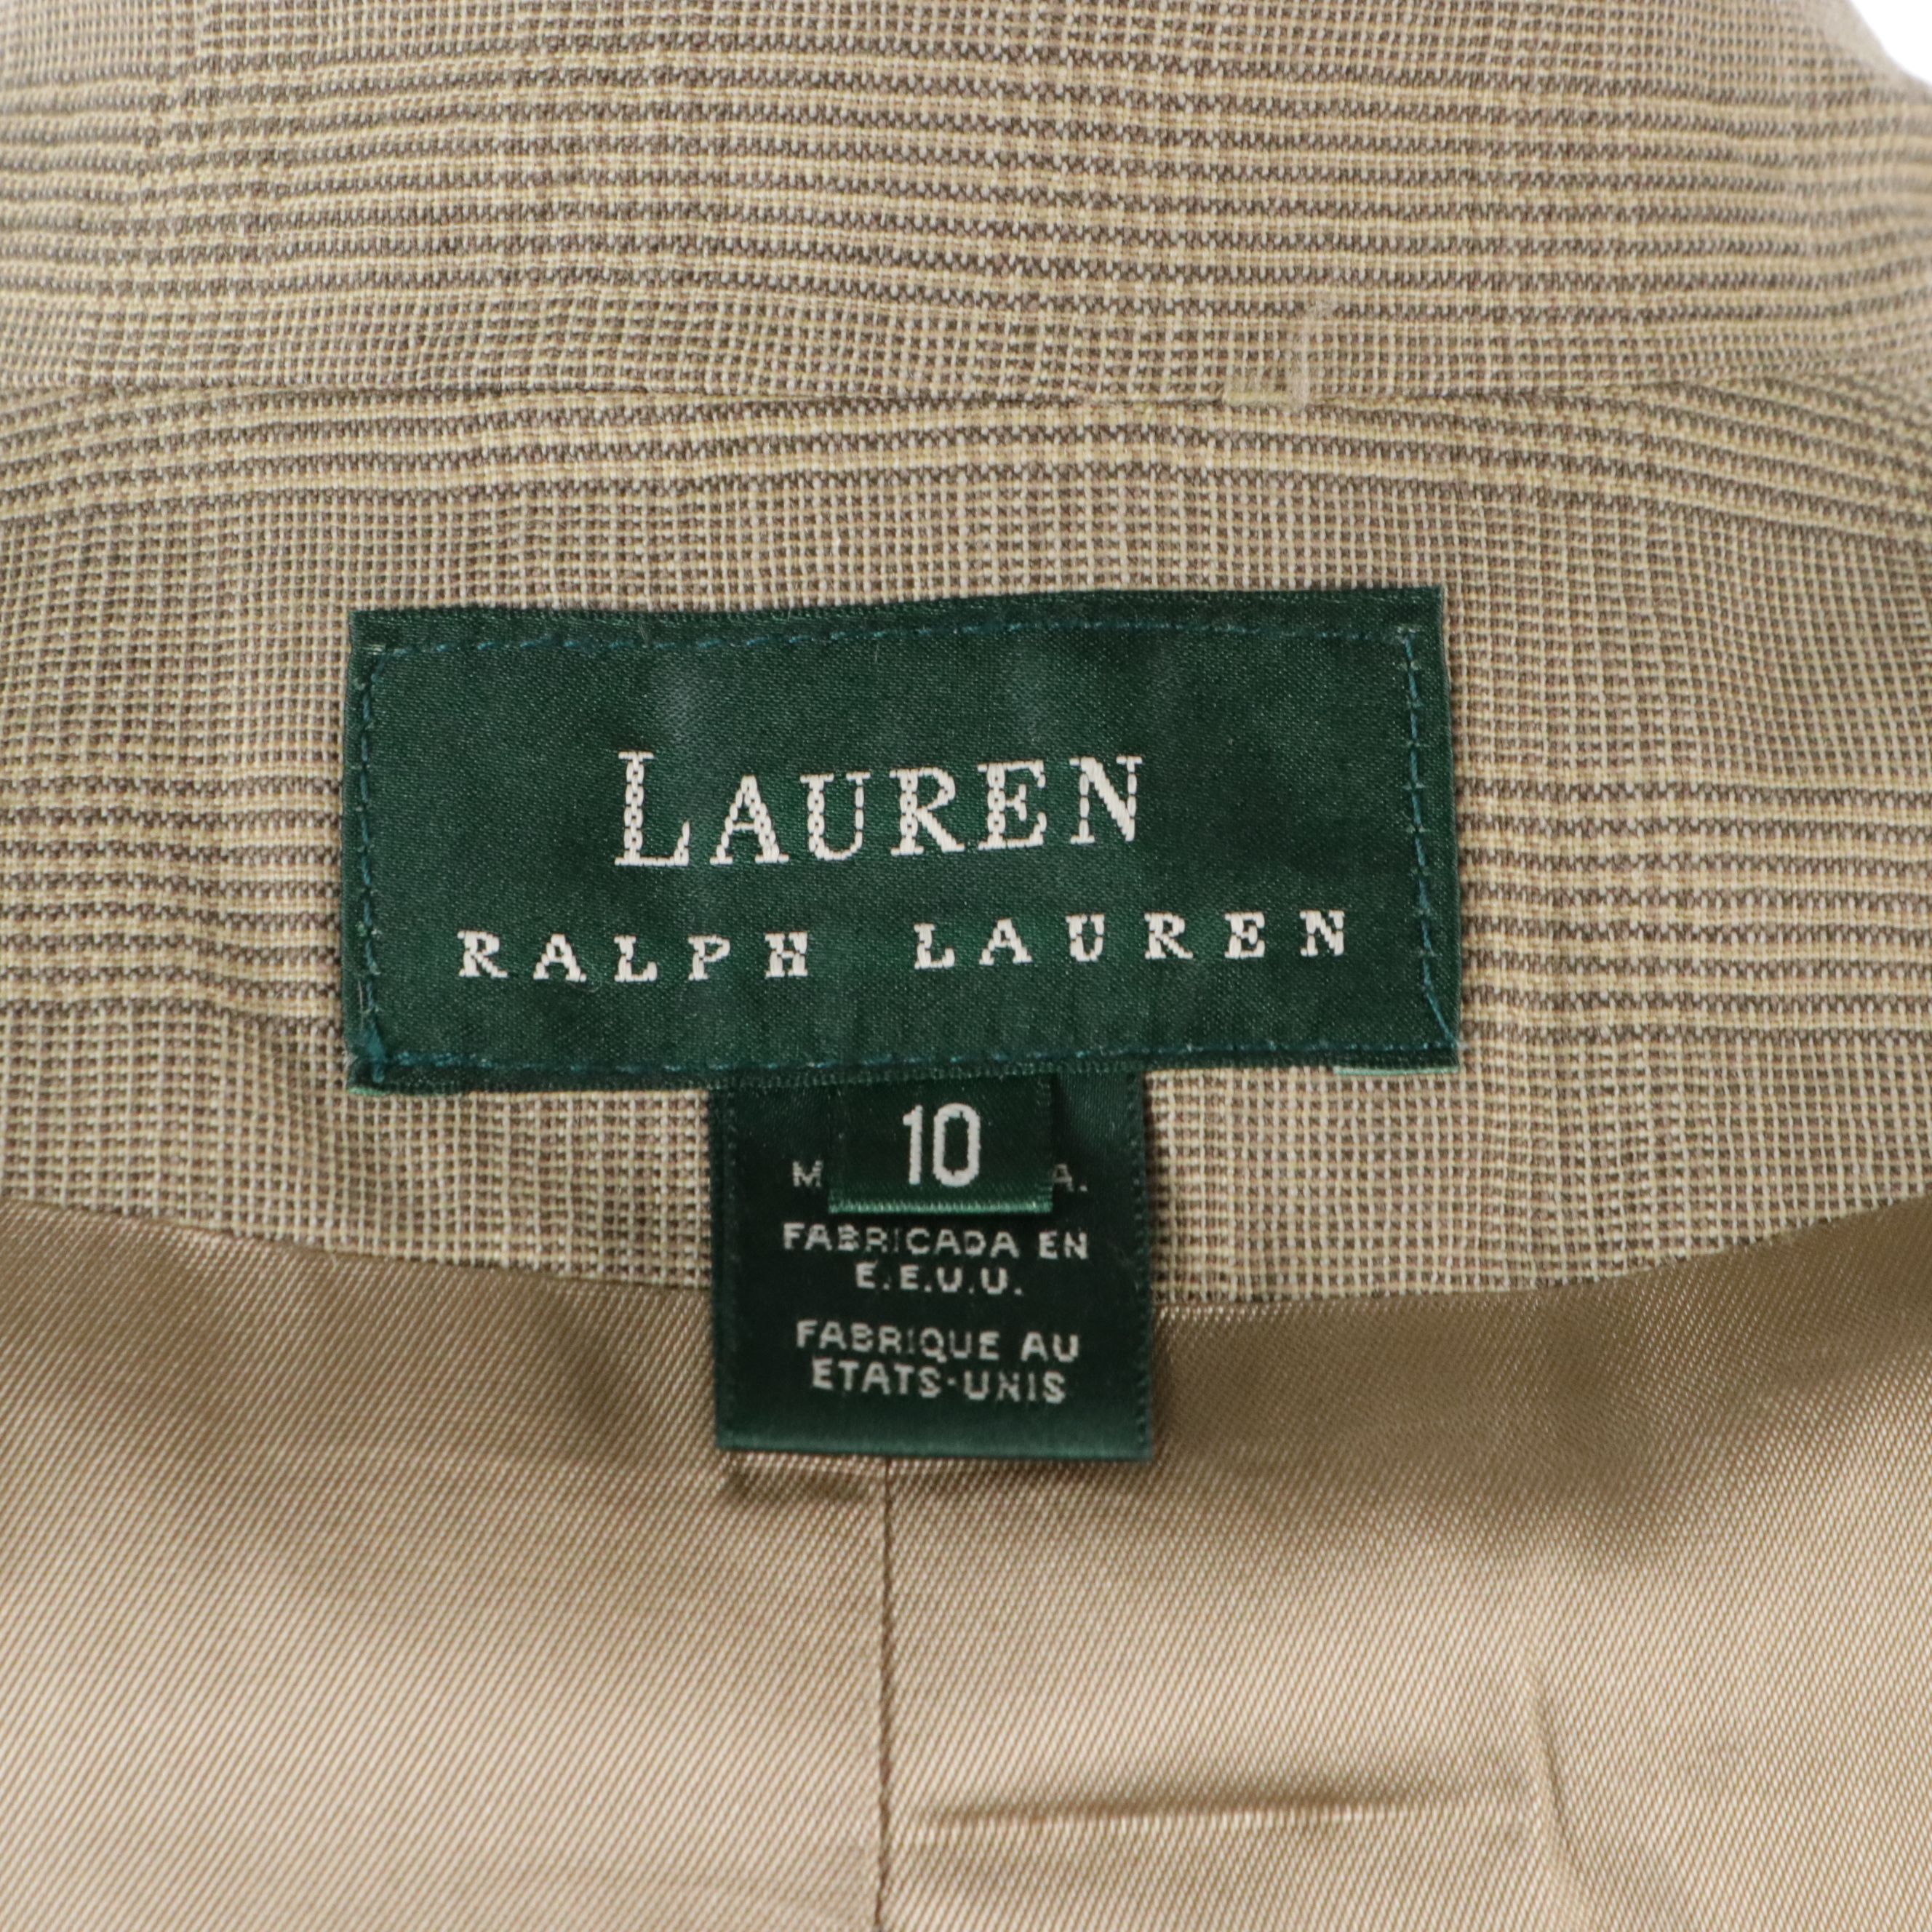 LAUREN
RALPH LAUREN
10
FABRICADA EN
E.E.U.U.
FABRIQUE AU
ETATS-UNIS